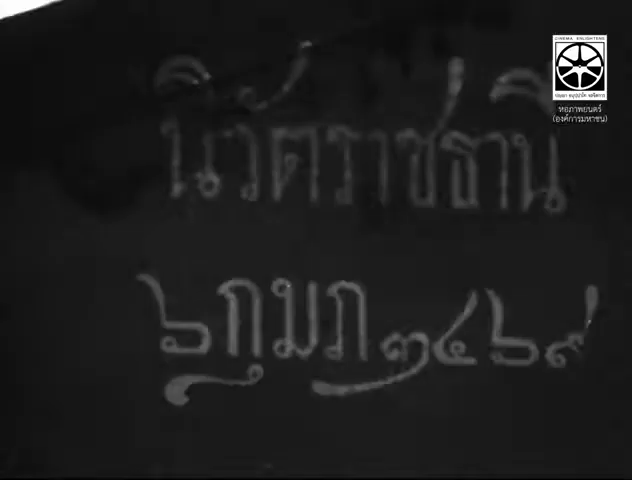 นิวัตราชธานิ
๖ กุมภ ๒๔๖๙
CINEMA ENLIGHTENS
หอภาพยนตร์
(องค์การมหาชน)